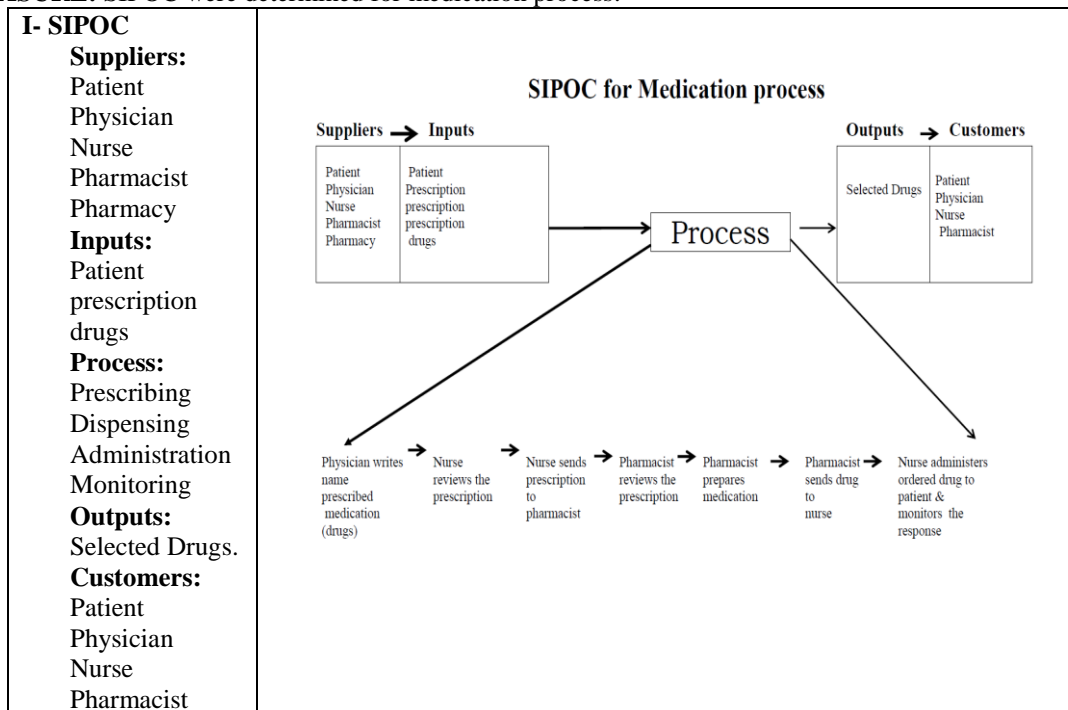 I- SIPOC
Suppliers:
Patient
Physician
Nurse
Pharmacist
Pharmacy
Inputs:
Patient
prescription
drugs
Process:
Prescribing
Dispensing
Administration
Monitoring
Outputs:
Selected Drugs.
Customers:
Patient
Physician
Nurse
Pharmacist
SIPOC for Medication process
Suppliers → Inputs
Patient
Physician
Nurse
Pharmacist
Pharmacy
Patient
Prescription
prescription
prescription
drugs
Process
Outputs → Customers
Selected Drugs
Patient
Physician
Nurse
Pharmacist
Physician writes
name
prescribed
medication
(drugs)
Nurse
reviews the
prescription
Nurse sends
prescription
to
pharmacist
Pharmacist
reviews the
prescription
Pharmacist
prepares
medication
Pharmacist
sends drug
to
nurse
Nurse administers
ordered drug to
patient &
monitors the
response